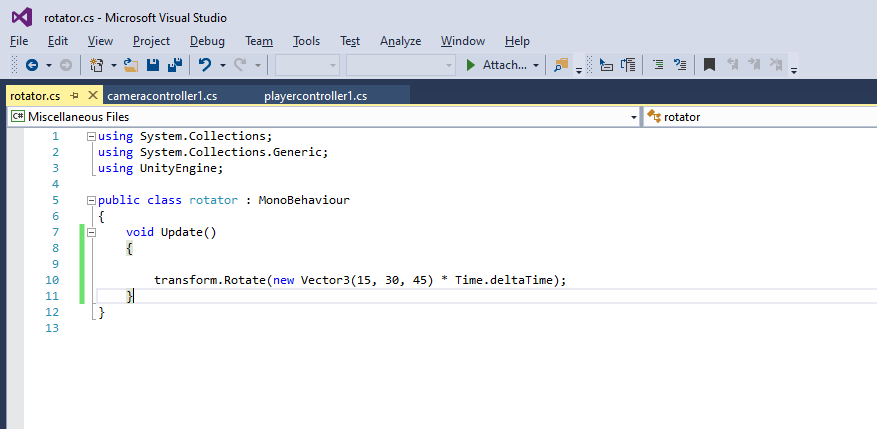 rotator.cs - Microsoft Visual Studio
File Edit View Project Debug Team Tools Test Analyze Window Help
Attach...
rotator.cs cameracontroller1.cs playercontroller1.cs
C# Miscellaneous Files rotator
1 using System.Collections;
2 using System.Collections.Generic;
3 using UnityEngine;
4
5 public class rotator : MonoBehaviour
6 {
7 void Update()
8 {
9
10 transform.Rotate(new Vector3(15, 30, 45) * Time.deltaTime);
11 }
12 }
13